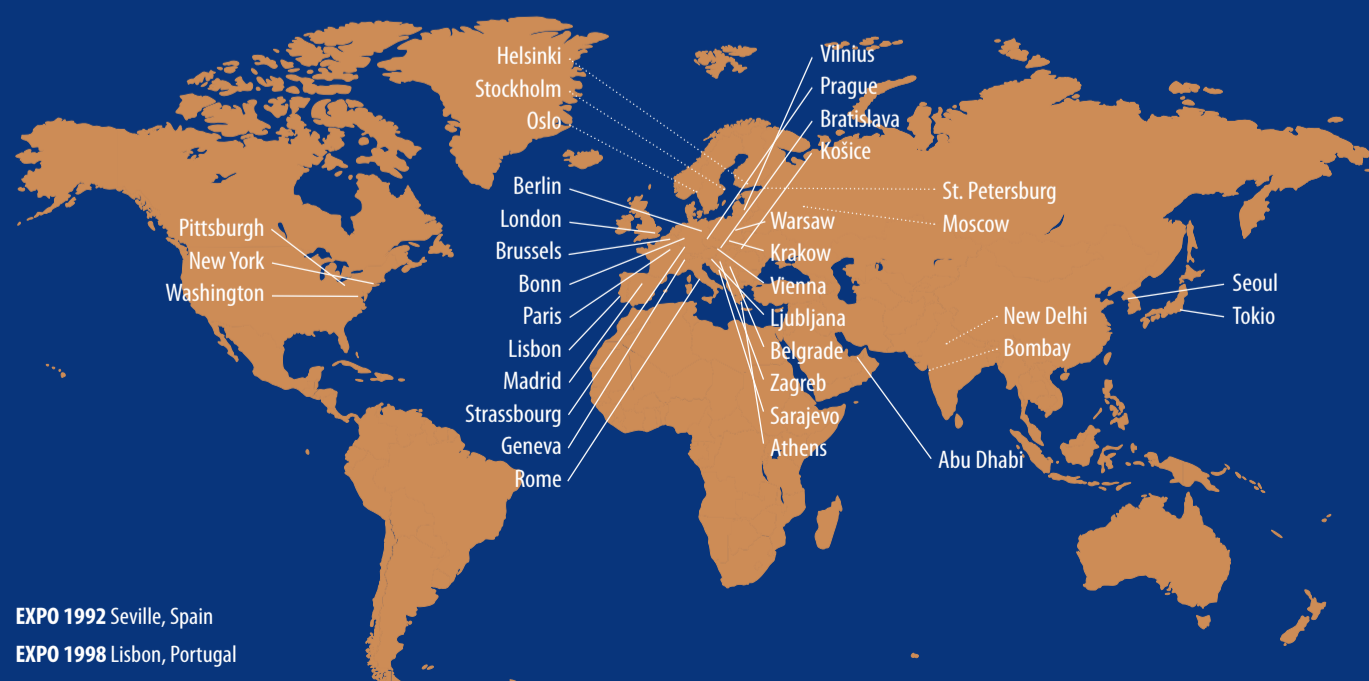 Helsinki
Stockholm
Oslo
Vilnius
Prague
Bratislava
Košice
Berlin
London
Brussels
Bonn
Paris
Lisbon
Madrid
Strassbourg
Geneva
Rome
Pittsburgh
New York
Washington
St. Petersburg
Moscow
Warsaw
Krakow
Vienna
Ljubljana
Belgrade
Zagreb
Sarajevo
Athens
New Delhi
Bombay
Seoul
Tokio
Abu Dhabi
EXPO 1992 Seville, Spain
EXPO 1998 Lisbon, Portugal